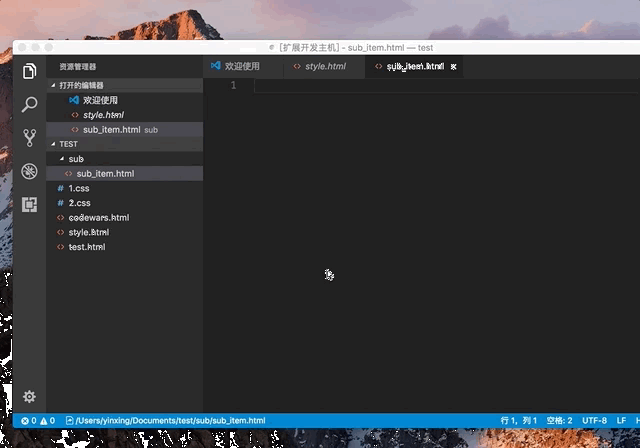 [扩展开发主机] - sub_item.html — test
资源管理器
欢迎使用
style.html
sub_item.html
打开的编辑器
1
欢迎使用
style.html
sub_item.html sub
TEST
sub
sub_item.html
# 1.css
# 2.css
<> codewars.html
<> style.html
<> test.html
0 0 /Users/yinxing/Documents/test/sub/sub_item.html 行 1，列 1 空格: 2 UTF-8 LF H